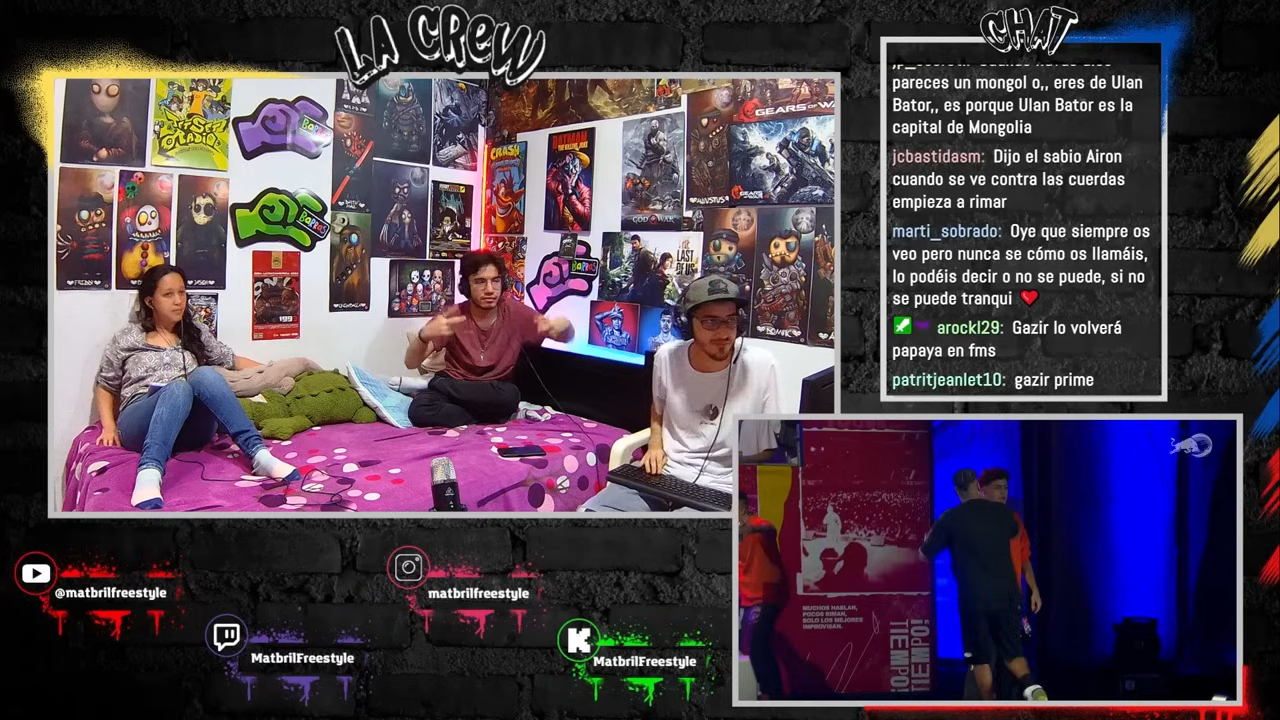 LA CREW
CHAT
pareces un mongol o,, eres de Ulan
Bator,, es porque Ulan Bator es la
capital de Mongolia
jcbastidasm: Dijo el sabio Airon
cuando se ve contra las cuerdas
empieza a rimar
marti_sobrado: Oye que siempre os
veo pero nunca se cómo os llamáis,
lo podéis decir o no se puede, si no
se puede tranqui
arockl29: Gazir lo volverá
papaya en fms
patritjeanlet10: gazir prime
GEARS OF WAR
CRASH
BATMAN
GOD WAR
GEARS
THE
LAST
OF US
199
MUCHOS HABLAN,
POCOS RIMAN,
SOLO LOS MEJORES
IMPROVISAN.
¡TIEMPO!
¡TIEMPO!
@matbrilfreestyle
matbrilfreestyle
MatbrilFreestyle
MatbrilFreestyle